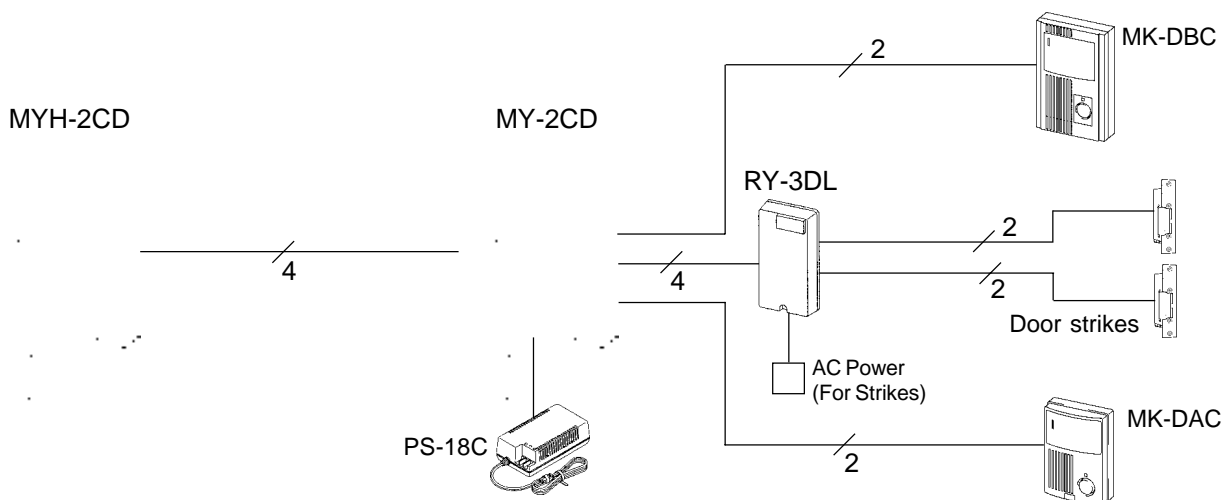 MYH-2CD
4
MY-2CD
PS-18C
2
MK-DBC
RY-3DL
4
2
2
Door strikes
AC Power
(For Strikes)
2
MK-DAC